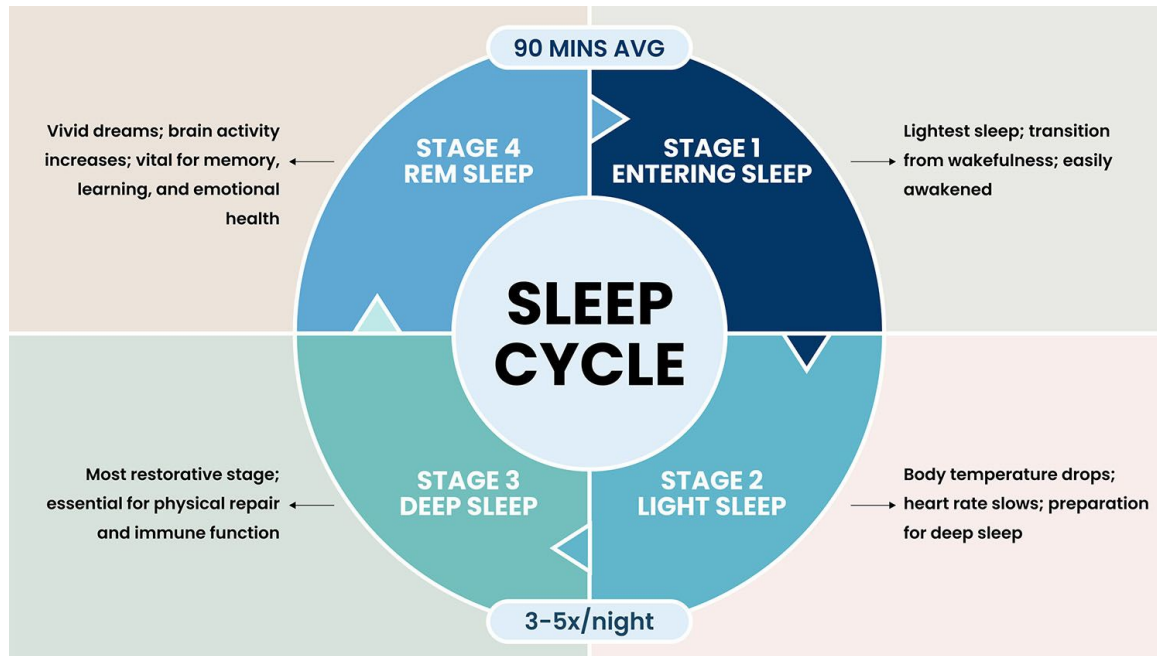 90 MINS AVG
Vivid dreams; brain activity
increases; vital for memory,
learning, and emotional
health
STAGE 4
REM SLEEP
STAGE 1
ENTERING SLEEP
Lightest sleep; transition
from wakefulness; easily
awakened
SLEEP
CYCLE
Most restorative stage;
essential for physical repair
and immune function
STAGE 3
DEEP SLEEP
STAGE 2
LIGHT SLEEP
Body temperature drops;
heart rate slows; preparation
for deep sleep
3-5x/night